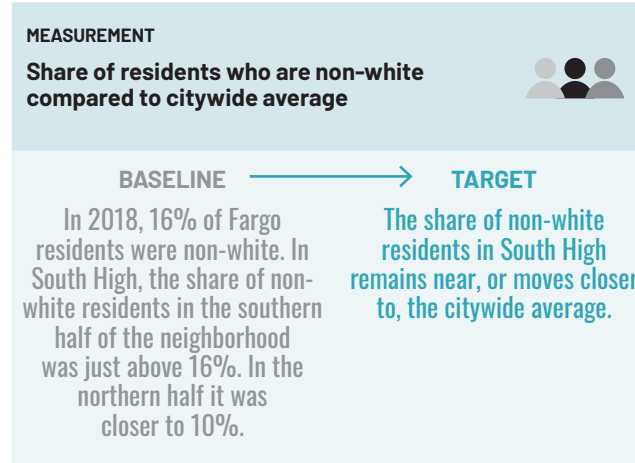 MEASUREMENT
Share of residents who are non-white
compared to citywide average
BASELINE
In 2018, 16% of Fargo
residents were non-white. In
South High, the share of non-
white residents in the southern
half of the neighborhood
was just above 16%. In the
northern half it was
closer to 10%.
TARGET
The share of non-white
residents in South High
remains near, or moves closer
to, the citywide average.